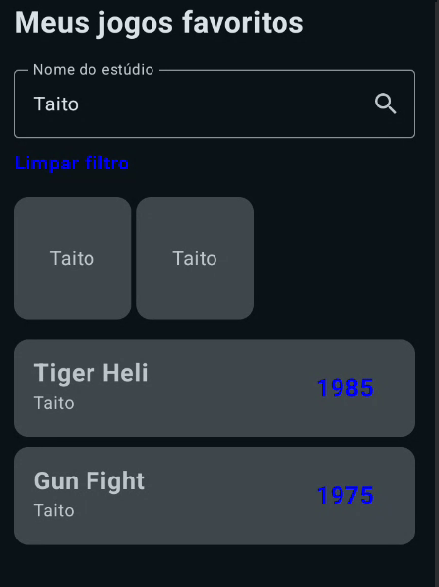 Meus jogos favoritos
Nome do estúdio
Taito
Limpar filtro
Taito Taito
Tiger Heli
Taito
1985
Gun Fight
Taito
1975